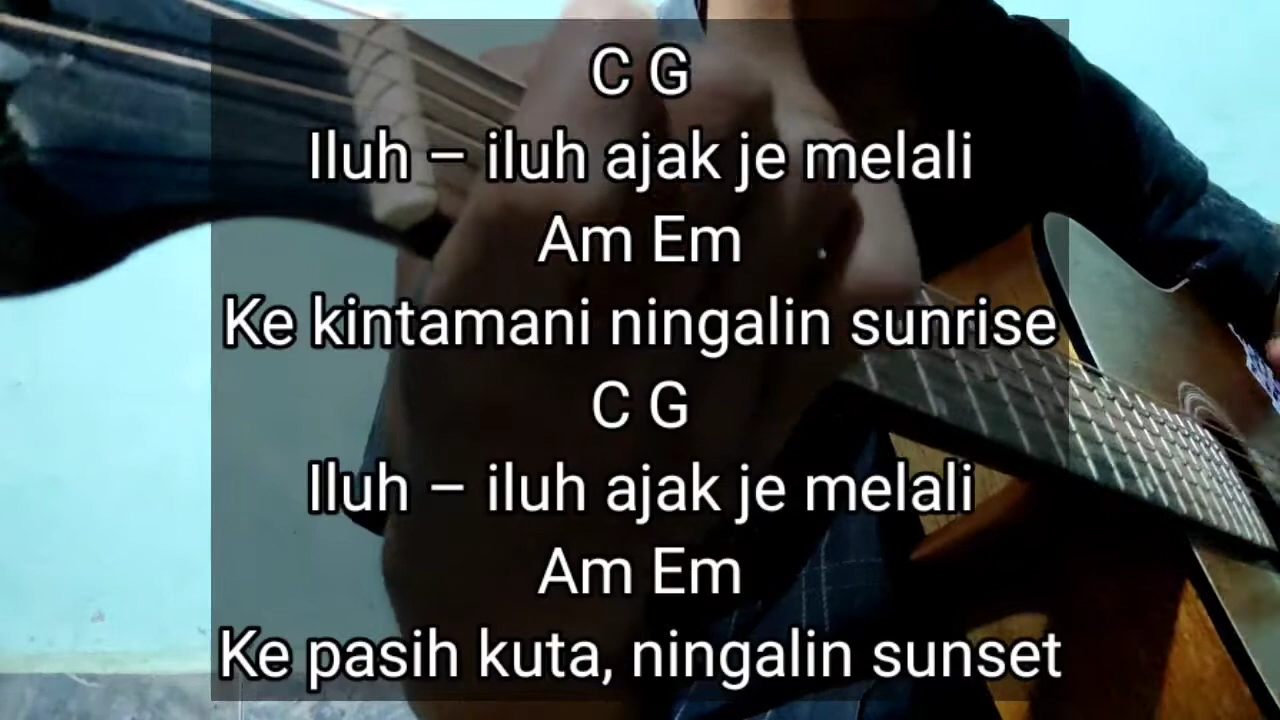 C G
Iluh – iluh ajak je melali
Am Em
Ke kintamani ningalin sunrise
C G
Iluh – iluh ajak je melali
Am Em
Ke pasih kuta, ningalin sunset